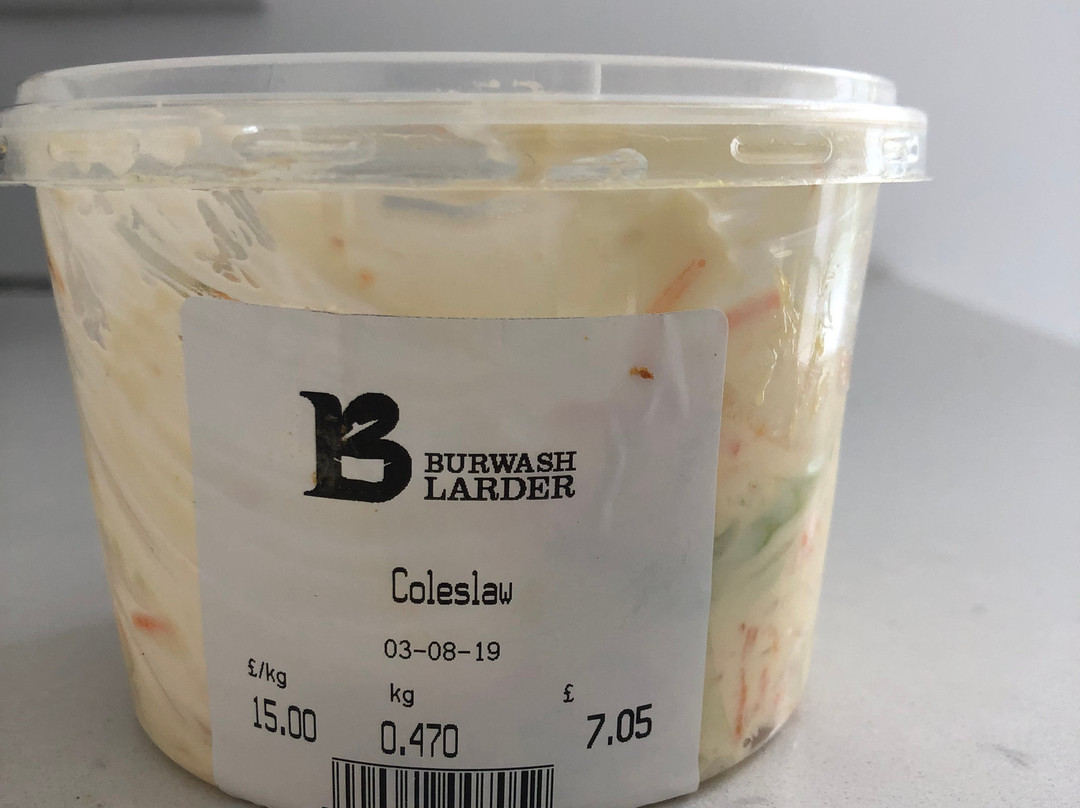 B BURWASH
LARDER
Coleslaw
03-08-19
£/kg kg £
15.00 0.470 7.05